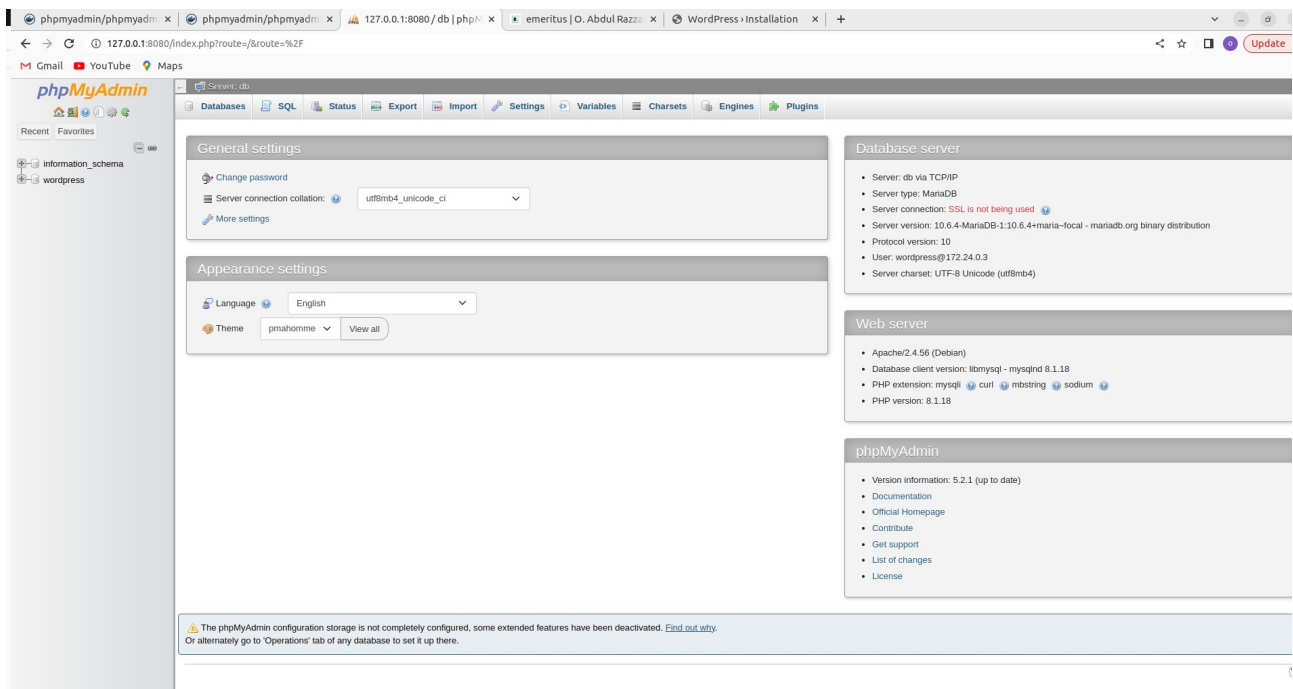 phpmyadmin/phpmyadm
phpmyadmin/phpmyadm
127.0.0.1:8080 / db | phpM
emeritus | O. Abdul Razza
WordPress › Installation
127.0.0.1:8080/index.php?route=/&route=%2F
Update
Gmail
YouTube
Maps
phpMyAdmin
Recent
Favorites
information_schema
wordpress
Server: db
Databases
SQL
Status
Export
Import
Settings
Variables
Charsets
Engines
Plugins
General settings
Change password
Server connection collation:
utf8mb4_unicode_ci
More settings
Appearance settings
Language
English
Theme
pmahomme
View all
Database server
Server: db via TCP/IP
Server type: MariaDB
Server connection: SSL is not being used
Server version: 10.6.4-MariaDB-1:10.6.4+maria~focal - mariadb.org binary distribution
Protocol version: 10
User: wordpress@172.24.0.3
Server charset: UTF-8 Unicode (utf8mb4)
Web server
Apache/2.4.56 (Debian)
Database client version: libmysql - mysqlnd 8.1.18
PHP extension: mysqli curl mbstring sodium
PHP version: 8.1.18
phpMyAdmin
Version information: 5.2.1 (up to date)
Documentation
Official Homepage
Contribute
Get support
List of changes
License
The phpMyAdmin configuration storage is not completely configured, some extended features have been deactivated. Find out why.
Or alternately go to 'Operations' tab of any database to set it up there.